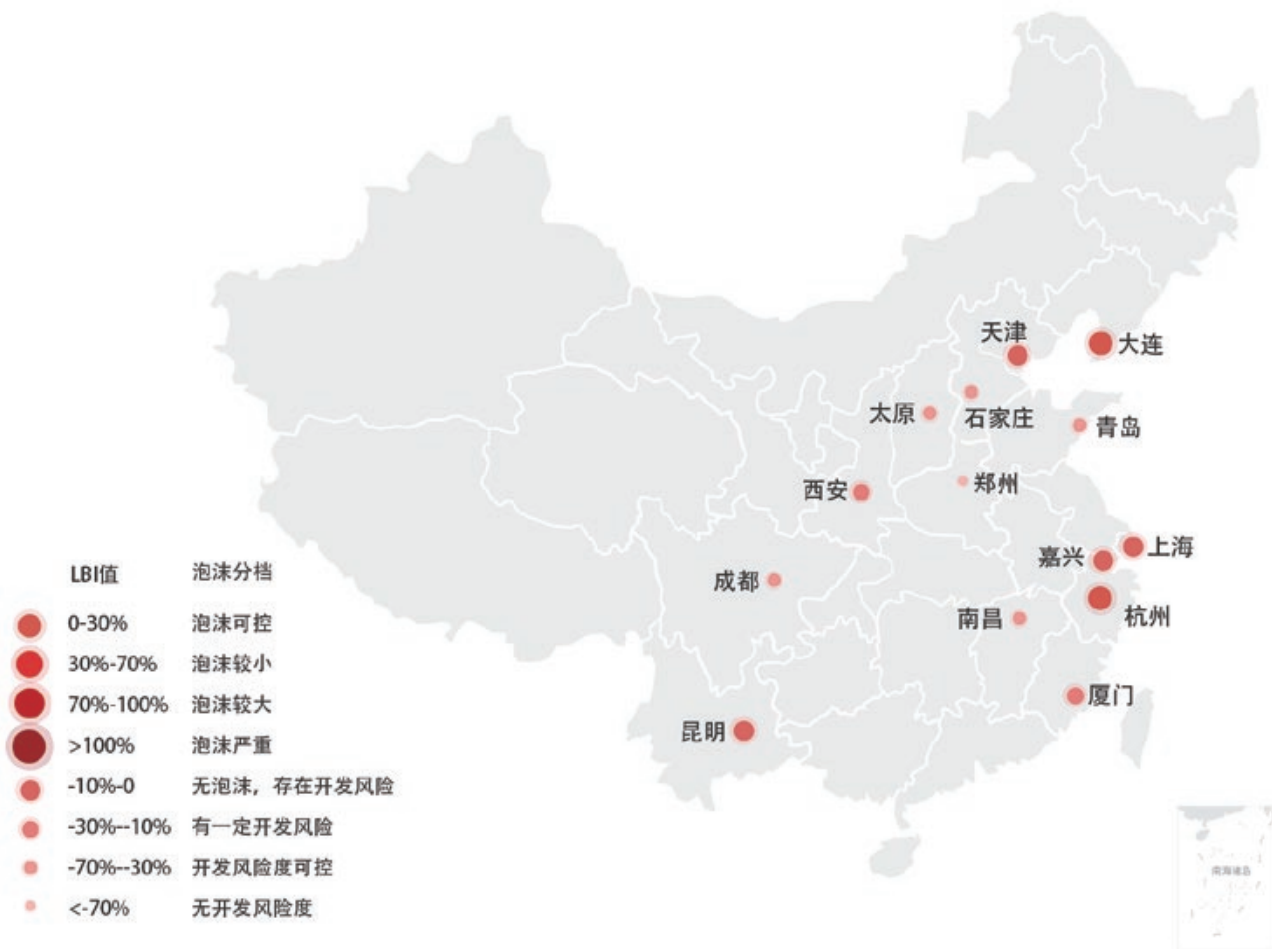 天津
大连
太原
石家庄
青岛
西安
郑州
嘉兴
上海
成都
南昌
杭州
厦门
昆明
LBI值 泡沫分档
0-30% 泡沫可控
30%-70% 泡沫较小
70%-100% 泡沫较大
>100% 泡沫严重
-10%-0 无泡沫，存在开发风险
-30%--10% 有一定开发风险
-70%--30% 开发风险度可控
<-70% 无开发风险度
南海诸岛